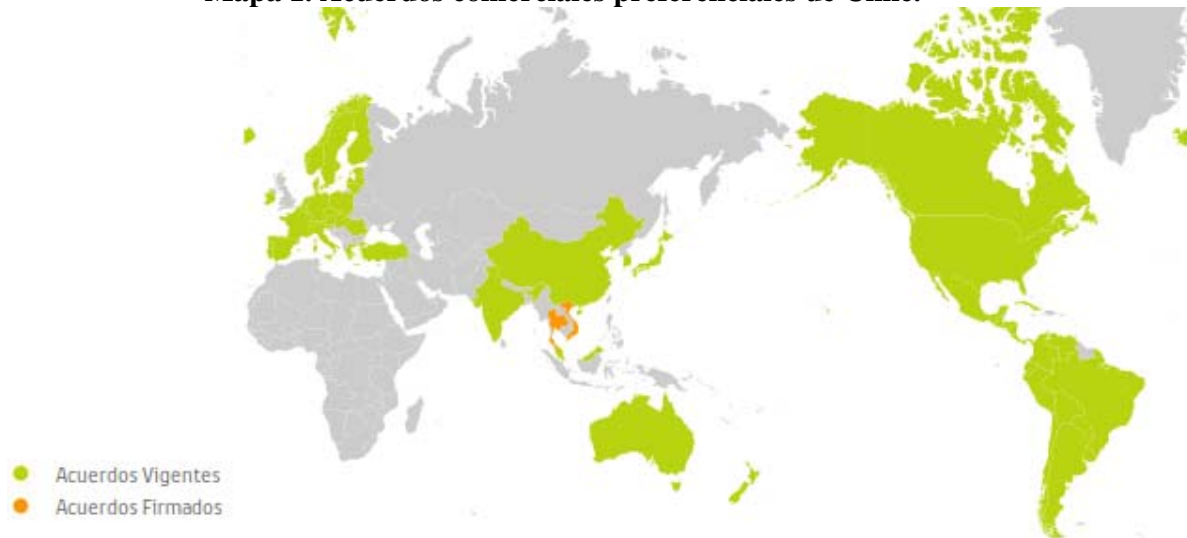 Mapa 1. Acuerdos comerciales preferenciales de Chile.
Acuerdos Vigentes
Acuerdos Firmados